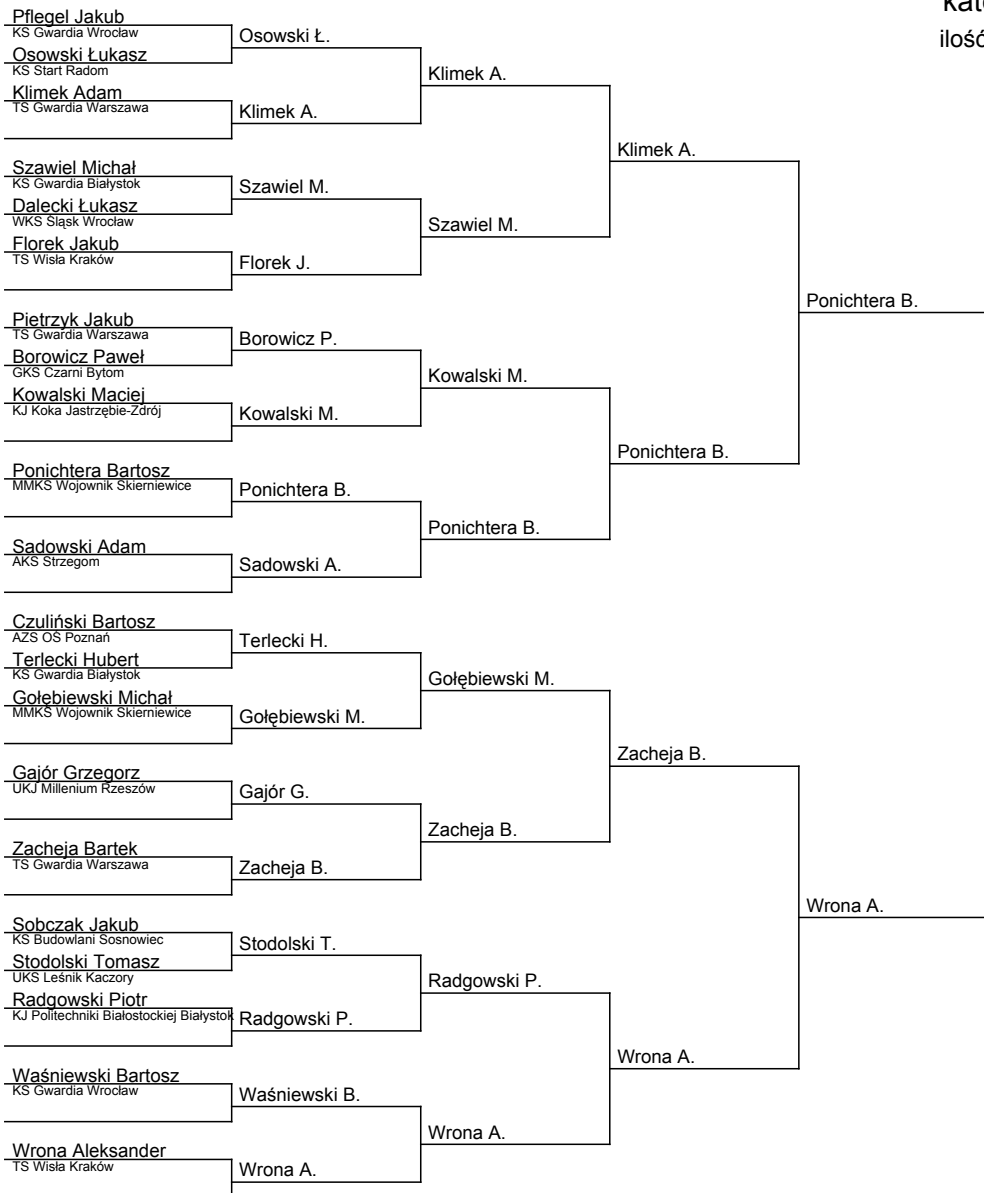 Pflegel Jakub
KS Gwardia Wrocław
Osowski Łukasz
KS Start Radom
Klimek Adam
TS Gwardia Warszawa
Szawiel Michał
KS Gwardia Białystok
Dalecki Łukasz
WKS Śląsk Wrocław
Florek Jakub
TS Wisła Kraków
Pietrzyk Jakub
TS Gwardia Warszawa
Borowicz Paweł
GKS Czarni Bytom
Kowalski Maciej
KJ Koka Jastrzębie-Zdrój
Ponichtera Bartosz
MMKS Wojownik Skierniewice
Sadowski Adam
AKS Strzegom
Czuliński Bartosz
AZS OŚ Poznań
Terlecki Hubert
KS Gwardia Białystok
Gołębiewski Michał
MMKS Wojownik Skierniewice
Gajór Grzegorz
UKJ Millenium Rzeszów
Zacheja Bartek
TS Gwardia Warszawa
Sobczak Jakub
KS Budowlani Sosnowiec
Stodolski Tomasz
UKS Leśnik Kaczory
Radgowski Piotr
KJ Politechniki Białostockiej Białystok
Waśniewski Bartosz
KS Gwardia Wrocław
Wrona Aleksander
TS Wisła Kraków
Osowski Ł.
Klimek A.
Szawiel M.
Florek J.
Borowicz P.
Kowalski M.
Ponichtera B.
Sadowski A.
Terlecki H.
Gołębiewski M.
Gajór G.
Zacheja B.
Stodolski T.
Radgowski P.
Waśniewski B.
Wrona A.
Klimek A.
Szawiel M.
Kowalski M.
Ponichtera B.
Gołębiewski M.
Zacheja B.
Radgowski P.
Wrona A.
Klimek A.
Ponichtera B.
Zacheja B.
Wrona A.
Ponichtera B.
Wrona A.
ilość